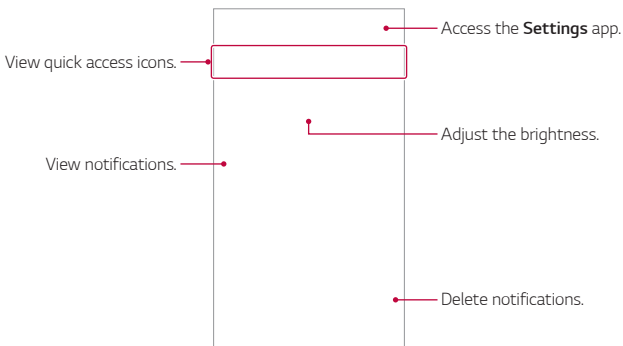 Access the Settings app.
View quick access icons.
Adjust the brightness.
View notifications.
Delete notifications.